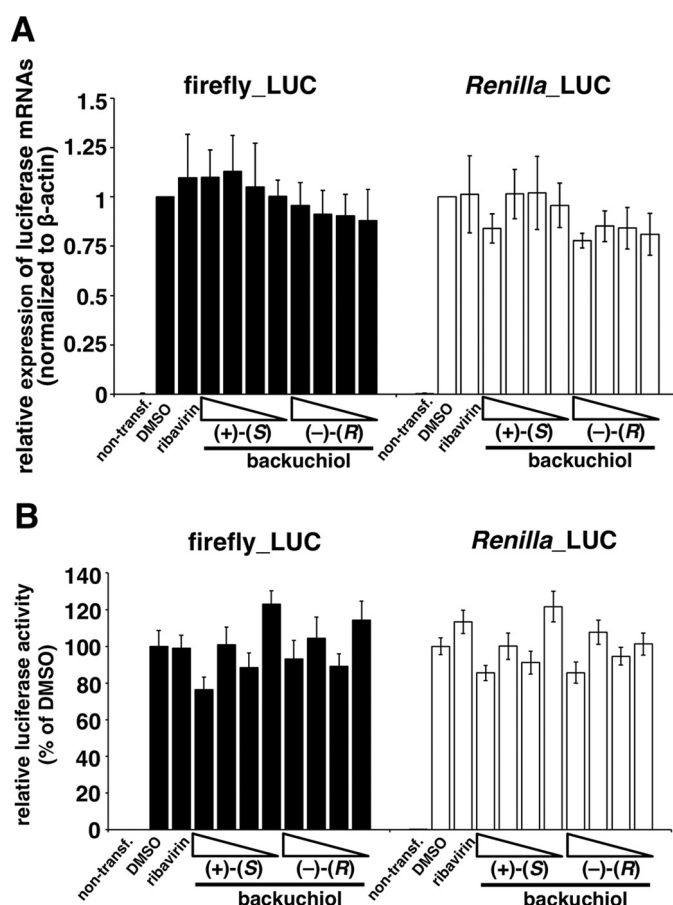 A
firefly_LUC
Renilla_LUC
relative expression of luciferase mRNAs
(normalized to β-actin)
1.5
1.25
1
0.75
0.5
0.25
0
non-transf.
DMSO
ribavirin
(+)-(S)
(–)-(R)
backuchiol
non-transf.
DMSO
ribavirin
(+)-(S)
(–)-(R)
backuchiol
B
firefly_LUC
Renilla_LUC
relative luciferase activity
(% of DMSO)
140
120
100
80
60
40
20
0
non-transf.
DMSO
ribavirin
(+)-(S)
(–)-(R)
backuchiol
non-transf.
DMSO
ribavirin
(+)-(S)
(–)-(R)
backuchiol